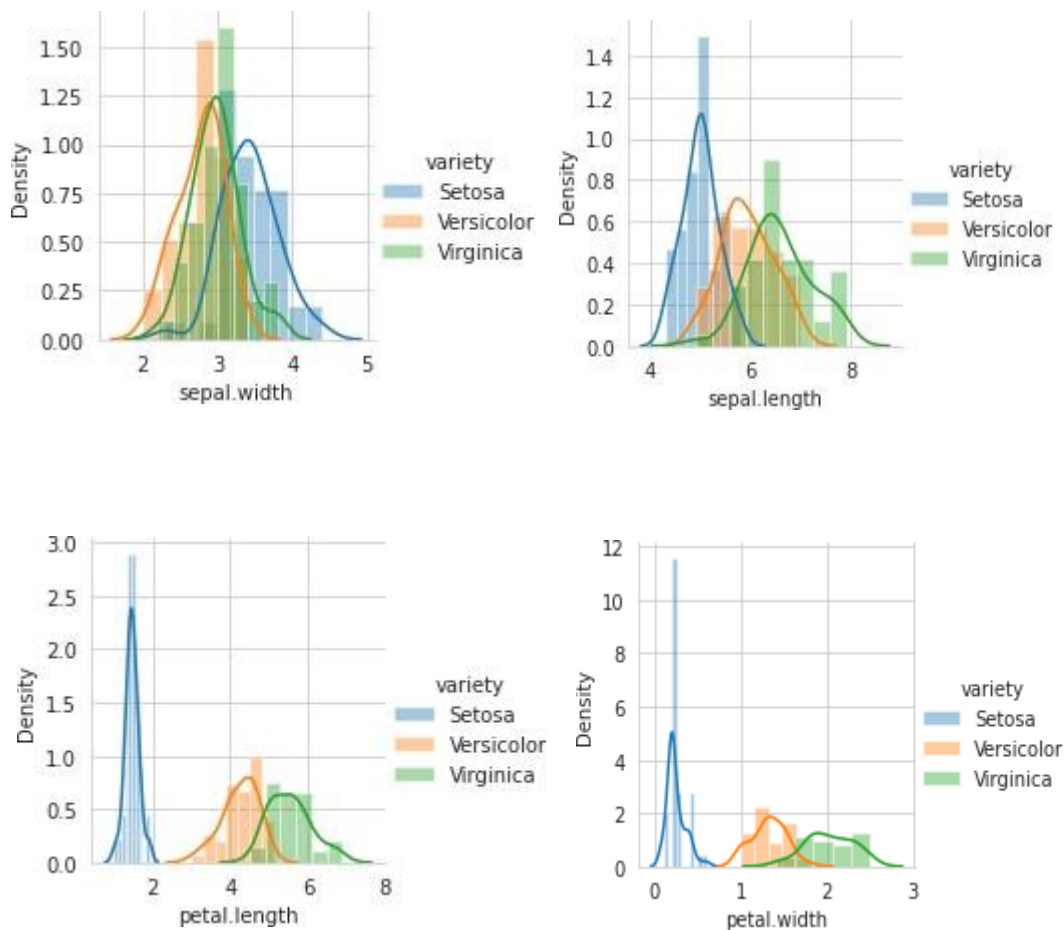 1.50
1.25
1.00
0.75
0.50
0.25
0.00
Density
2 3 4 5
sepal.width
variety
Setosa
Versicolor
Virginica
1.4
1.2
1.0
0.8
0.6
0.4
0.2
0.0
Density
4 6 8
sepal.length
variety
Setosa
Versicolor
Virginica
3.0
2.5
2.0
1.5
1.0
0.5
0.0
Density
2 4 6 8
petal.length
variety
Setosa
Versicolor
Virginica
12
10
8
6
4
2
0
Density
0 1 2 3
petal.width
variety
Setosa
Versicolor
Virginica